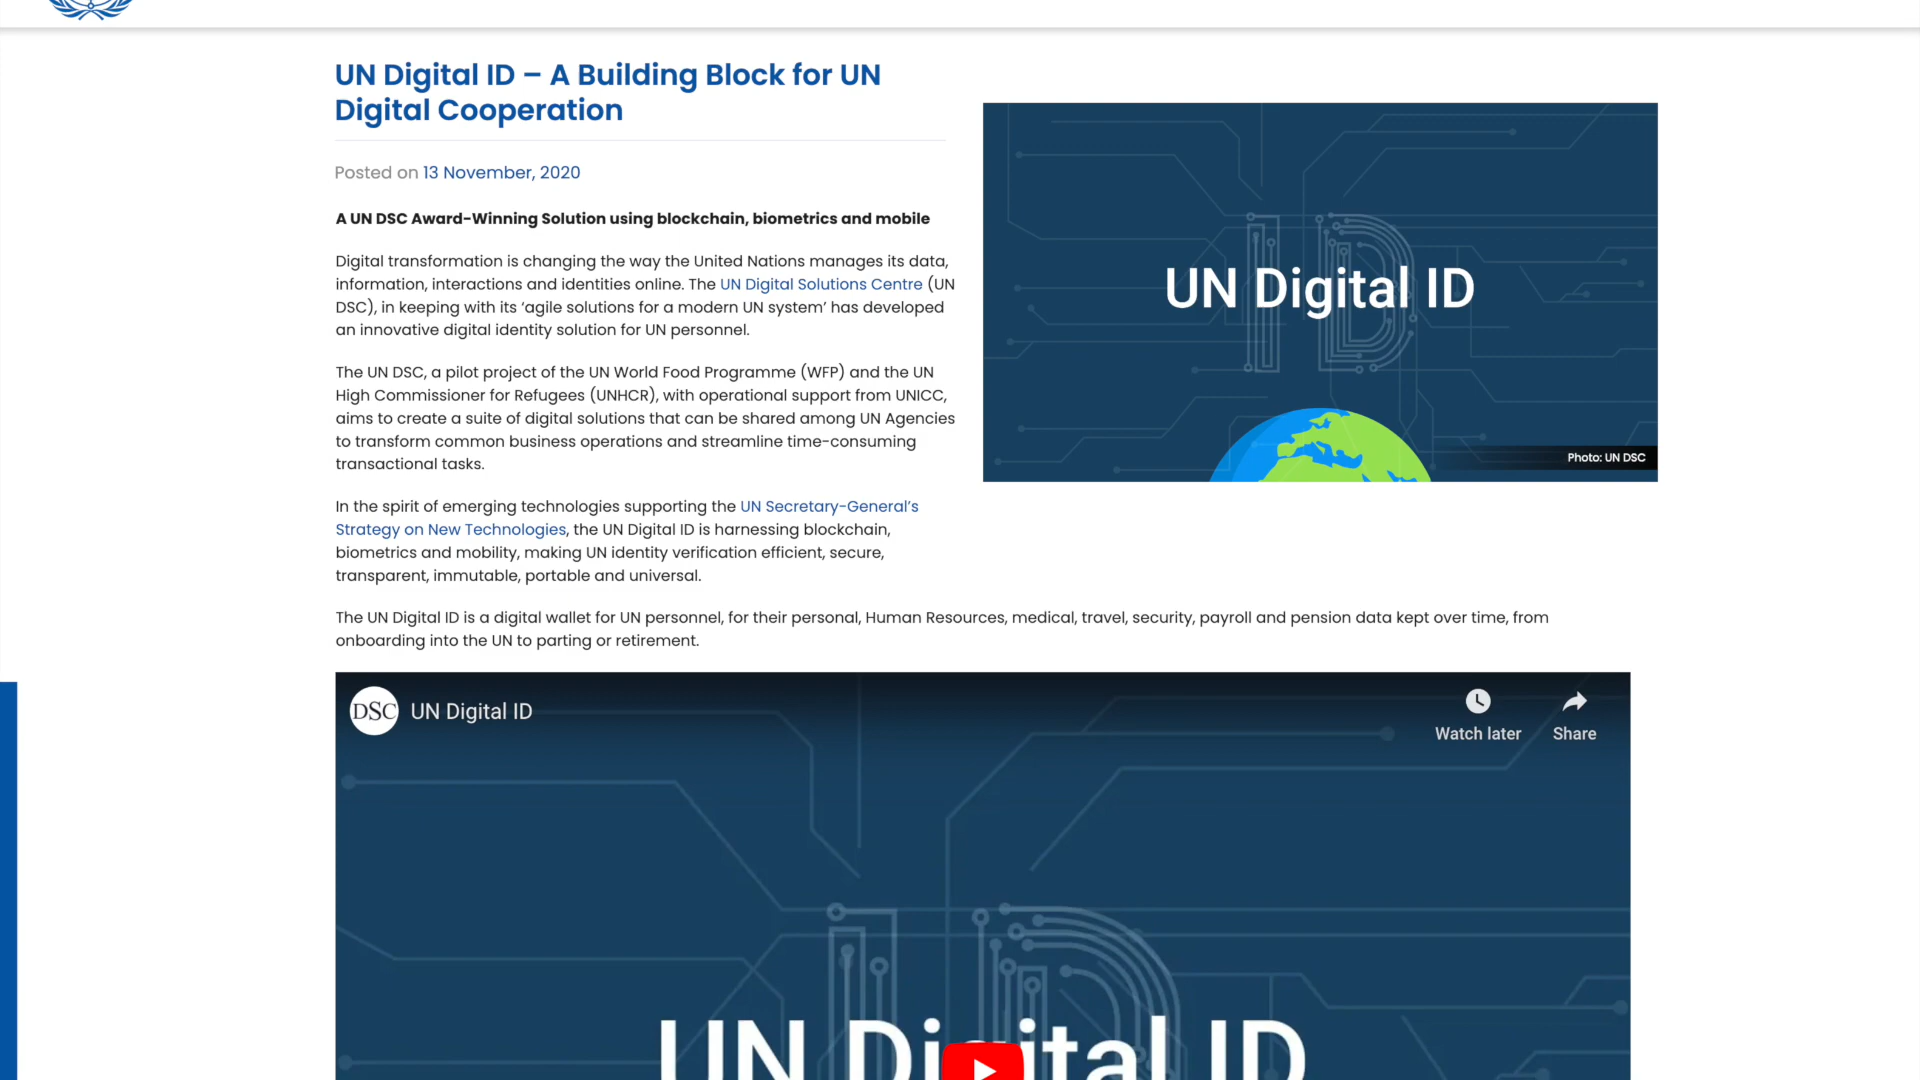 UN Digital ID – A Building Block for UN
Digital Cooperation
Posted on 13 November, 2020
A UN DSC Award-Winning Solution using blockchain, biometrics and mobile
Digital transformation is changing the way the United Nations manages its data,
information, interactions and identities online. The UN Digital Solutions Centre (UN
DSC), in keeping with its ‘agile solutions for a modern UN system’ has developed
an innovative digital identity solution for UN personnel.
The UN DSC, a pilot project of the UN World Food Programme (WFP) and the UN
High Commissioner for Refugees (UNHCR), with operational support from UNICC,
aims to create a suite of digital solutions that can be shared among UN Agencies
to transform common business operations and streamline time-consuming
transactional tasks.
In the spirit of emerging technologies supporting the UN Secretary-General’s
Strategy on New Technologies, the UN Digital ID is harnessing blockchain,
biometrics and mobility, making UN identity verification efficient, secure,
transparent, immutable, portable and universal.
ID
UN Digital ID
Photo: UN DSC
The UN Digital ID is a digital wallet for UN personnel, for their personal, Human Resources, medical, travel, security, payroll and pension data kept over time, from
onboarding into the UN to parting or retirement.
DSC UN Digital ID
Watch later Share
ID
UN Digital ID